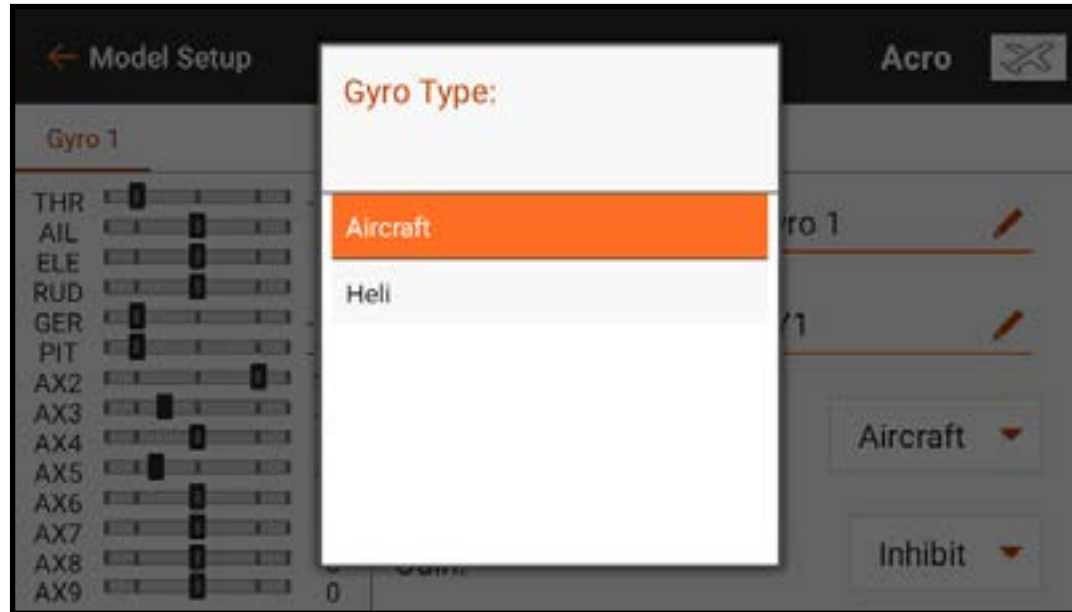 ← Model Setup
Acro
Gyro Type:
Gyro 1
THR
AIL
Aircraft
ro 1
ELE
RUD
Heli
GER
Y1
PIT
AX2
AX3
AX4
Aircraft
AX5
AX6
AX7
AX8
Inhibit
AX9
0